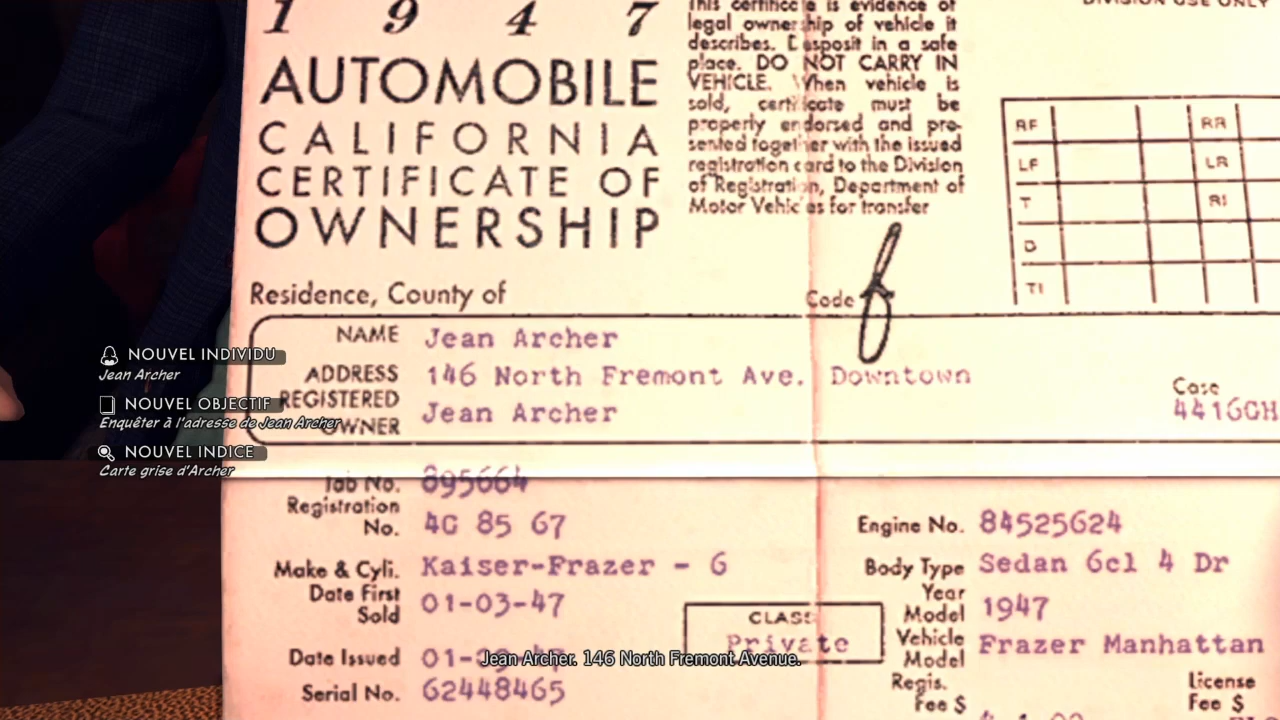 1 9 4 7
AUTOMOBILE
CALIFORNIA
CERTIFICATE OF
OWNERSHIP
This certificate is evidence of
legal ownership of vehicle it
describes. Desposit in a safe
place. DO NOT CARRY IN
VEHICLE. When vehicle is
sold, certificate must be
properly endorsed and pre-
sented together with the issued
registration card to the Division
of Registration, Department of
Motor Vehicles for transfer
DIVISION USE ONLY
RF RR
LF LR
T RI
D
TI
Residence, County of
Code
NAME Jean Archer
ADDRESS 146 North Fremont Ave. Downtown
REGISTERED
OWNER Jean Archer
Case
4416GH
NOUVEL INDIVIDU
Jean Archer
NOUVEL OBJECTIF
Enquêter à l'adresse de Jean Archer
NOUVEL INDICE
Carte grise d'Archer
Tab No. 895664
Registration
No. 4G 85 67
Make & Cyli. Kaiser-Frazer - 6
Date First
Sold 01-03-47
CLASS
Private
Date Issued
Serial No. 62448465
Engine No. 84525624
Body Type Sedan 6cl 4 Dr
Year
Model 1947
Vehicle
Model Frazer Manhattan
Regis.
Fee $
License
Fee $
Jean Archer. 146 North Fremont Avenue.